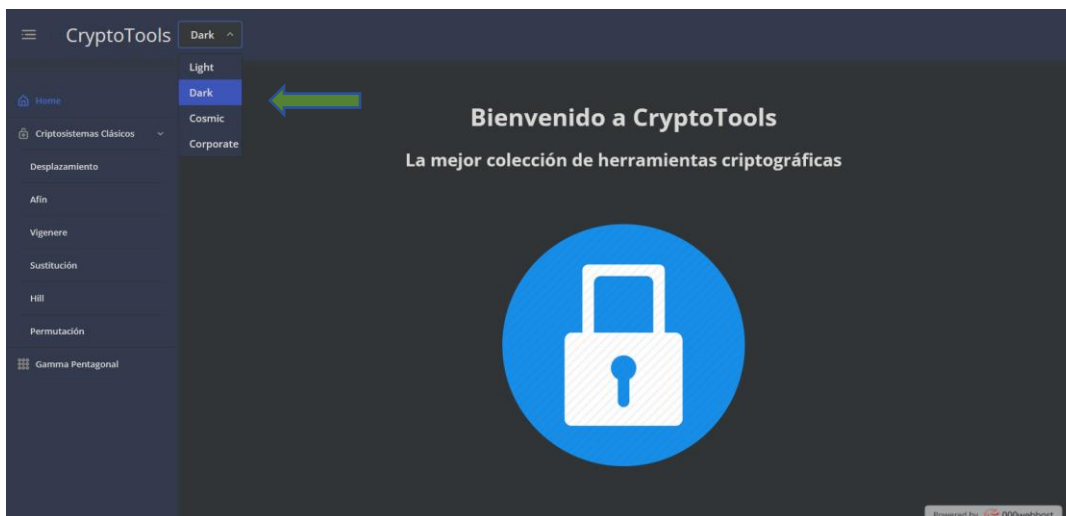 CryptoTools
Dark
Light
Dark
Cosmic
Corporate
Home
Criptosistemas Clásicos
Desplazamiento
Afín
Vigenere
Sustitución
Hill
Permutación
Gamma Pentagonal
Bienvenido a CryptoTools
La mejor colección de herramientas criptográficas
Powered by 000webhost